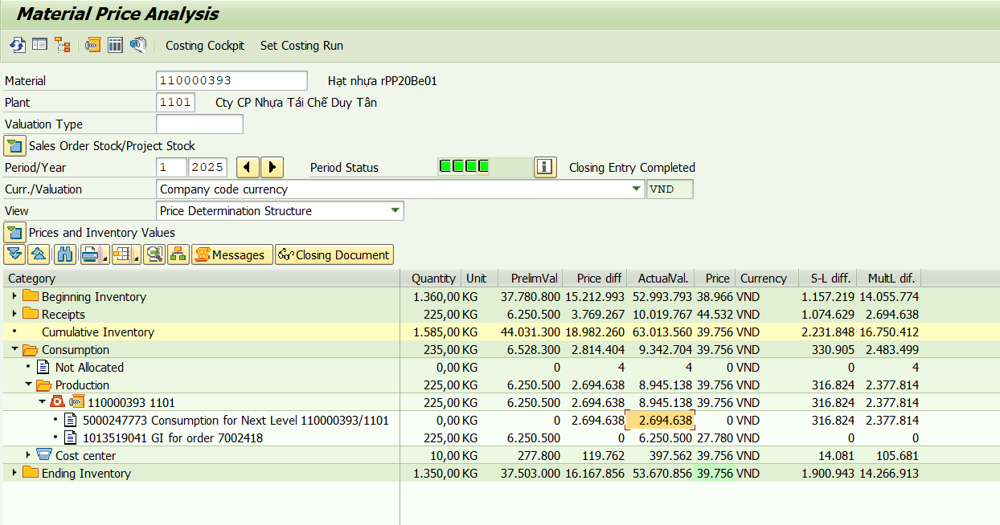 Material Price Analysis
Costing Cockpit Set Costing Run
Material 110000393 Hạt nhựa rPP20Be01
Plant 1101 Cty CP Nhựa Tái Chế Duy Tân
Valuation Type
Sales Order Stock/Project Stock
Period/Year 1 2025 Period Status Closing Entry Completed
Curr./Valuation Company code currency VND
View Price Determination Structure
Prices and Inventory Values
Messages Closing Document
Category Quantity Unit PrelimVal Price diff ActualVal. Price Currency S-L diff. MultL dif.
Beginning Inventory 1.360,00 KG 37.780.800 15.212.993 52.993.793 38.966 VND 1.157.219 14.055.774
Receipts 225,00 KG 6.250.500 3.769.267 10.019.767 44.532 VND 1.074.629 2.694.638
Cumulative Inventory 1.585,00 KG 44.031.300 18.982.260 63.013.560 39.756 VND 2.231.848 16.750.412
Consumption 235,00 KG 6.528.300 2.814.404 9.342.704 39.756 VND 330.905 2.483.499
Not Allocated 0,00 KG 0 4 4 0 VND 0 4
Production 225,00 KG 6.250.500 2.694.638 8.945.138 39.756 VND 316.824 2.377.814
110000393 1101 225,00 KG 6.250.500 2.694.638 8.945.138 39.756 VND 316.824 2.377.814
5000247773 Consumption for Next Level 110000393/1101 0,00 KG 0 2.694.638 2.694.638 0 VND 316.824 2.377.814
1013519041 GI for order 7002418 225,00 KG 6.250.500 0 6.250.500 27.780 VND 0 0
Cost center 10,00 KG 277.800 119.762 397.562 39.756 VND 14.081 105.681
Ending Inventory 1.350,00 KG 37.503.000 16.167.856 53.670.856 39.756 VND 1.900.943 14.266.913